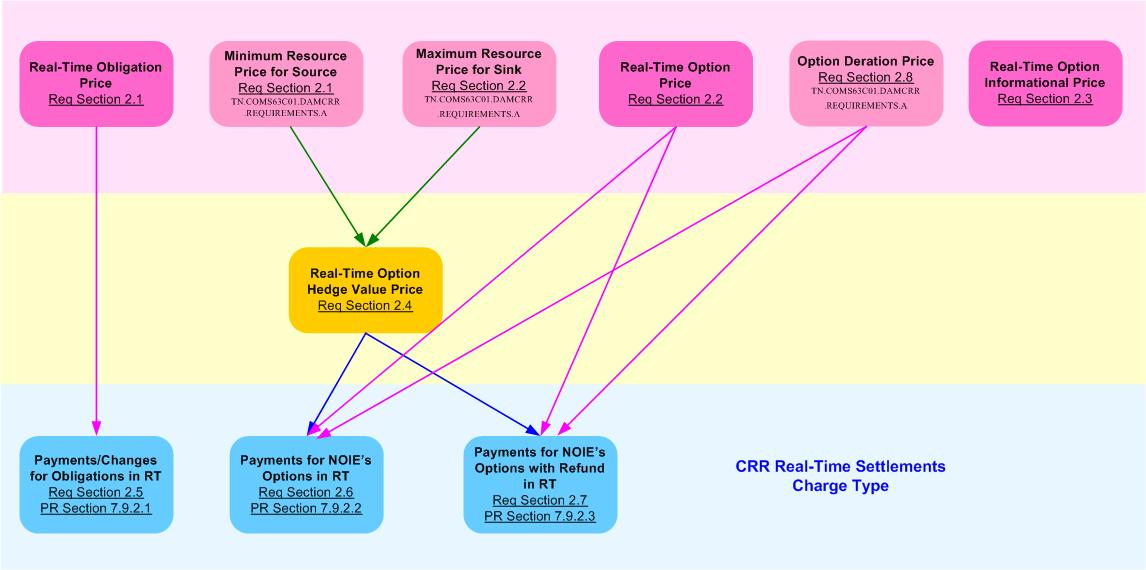 Real-Time Obligation
Price
Req Section 2.1
Minimum Resource
Price for Source
Req Section 2.1
TN.COMS63C01.DAMCRR
.REQUIREMENTS.A
Maximum Resource
Price for Sink
Req Section 2.2
TN.COMS63C01.DAMCRR
.REQUIREMENTS.A
Real-Time Option
Price
Req Section 2.2
Option Deration Price
Req Section 2.8
TN.COMS63C01.DAMCRR
.REQUIREMENTS.A
Real-Time Option
Informational Price
Req Section 2.3
Real-Time Option
Hedge Value Price
Req Section 2.4
Payments/Changes
for Obligations in RT
Req Section 2.5
PR Section 7.9.2.1
Payments for NOIE's
Options in RT
Req Section 2.6
PR Section 7.9.2.2
Payments for NOIE's
Options with Refund
in RT
Req Section 2.7
PR Section 7.9.2.3
CRR Real-Time Settlements
Charge Type